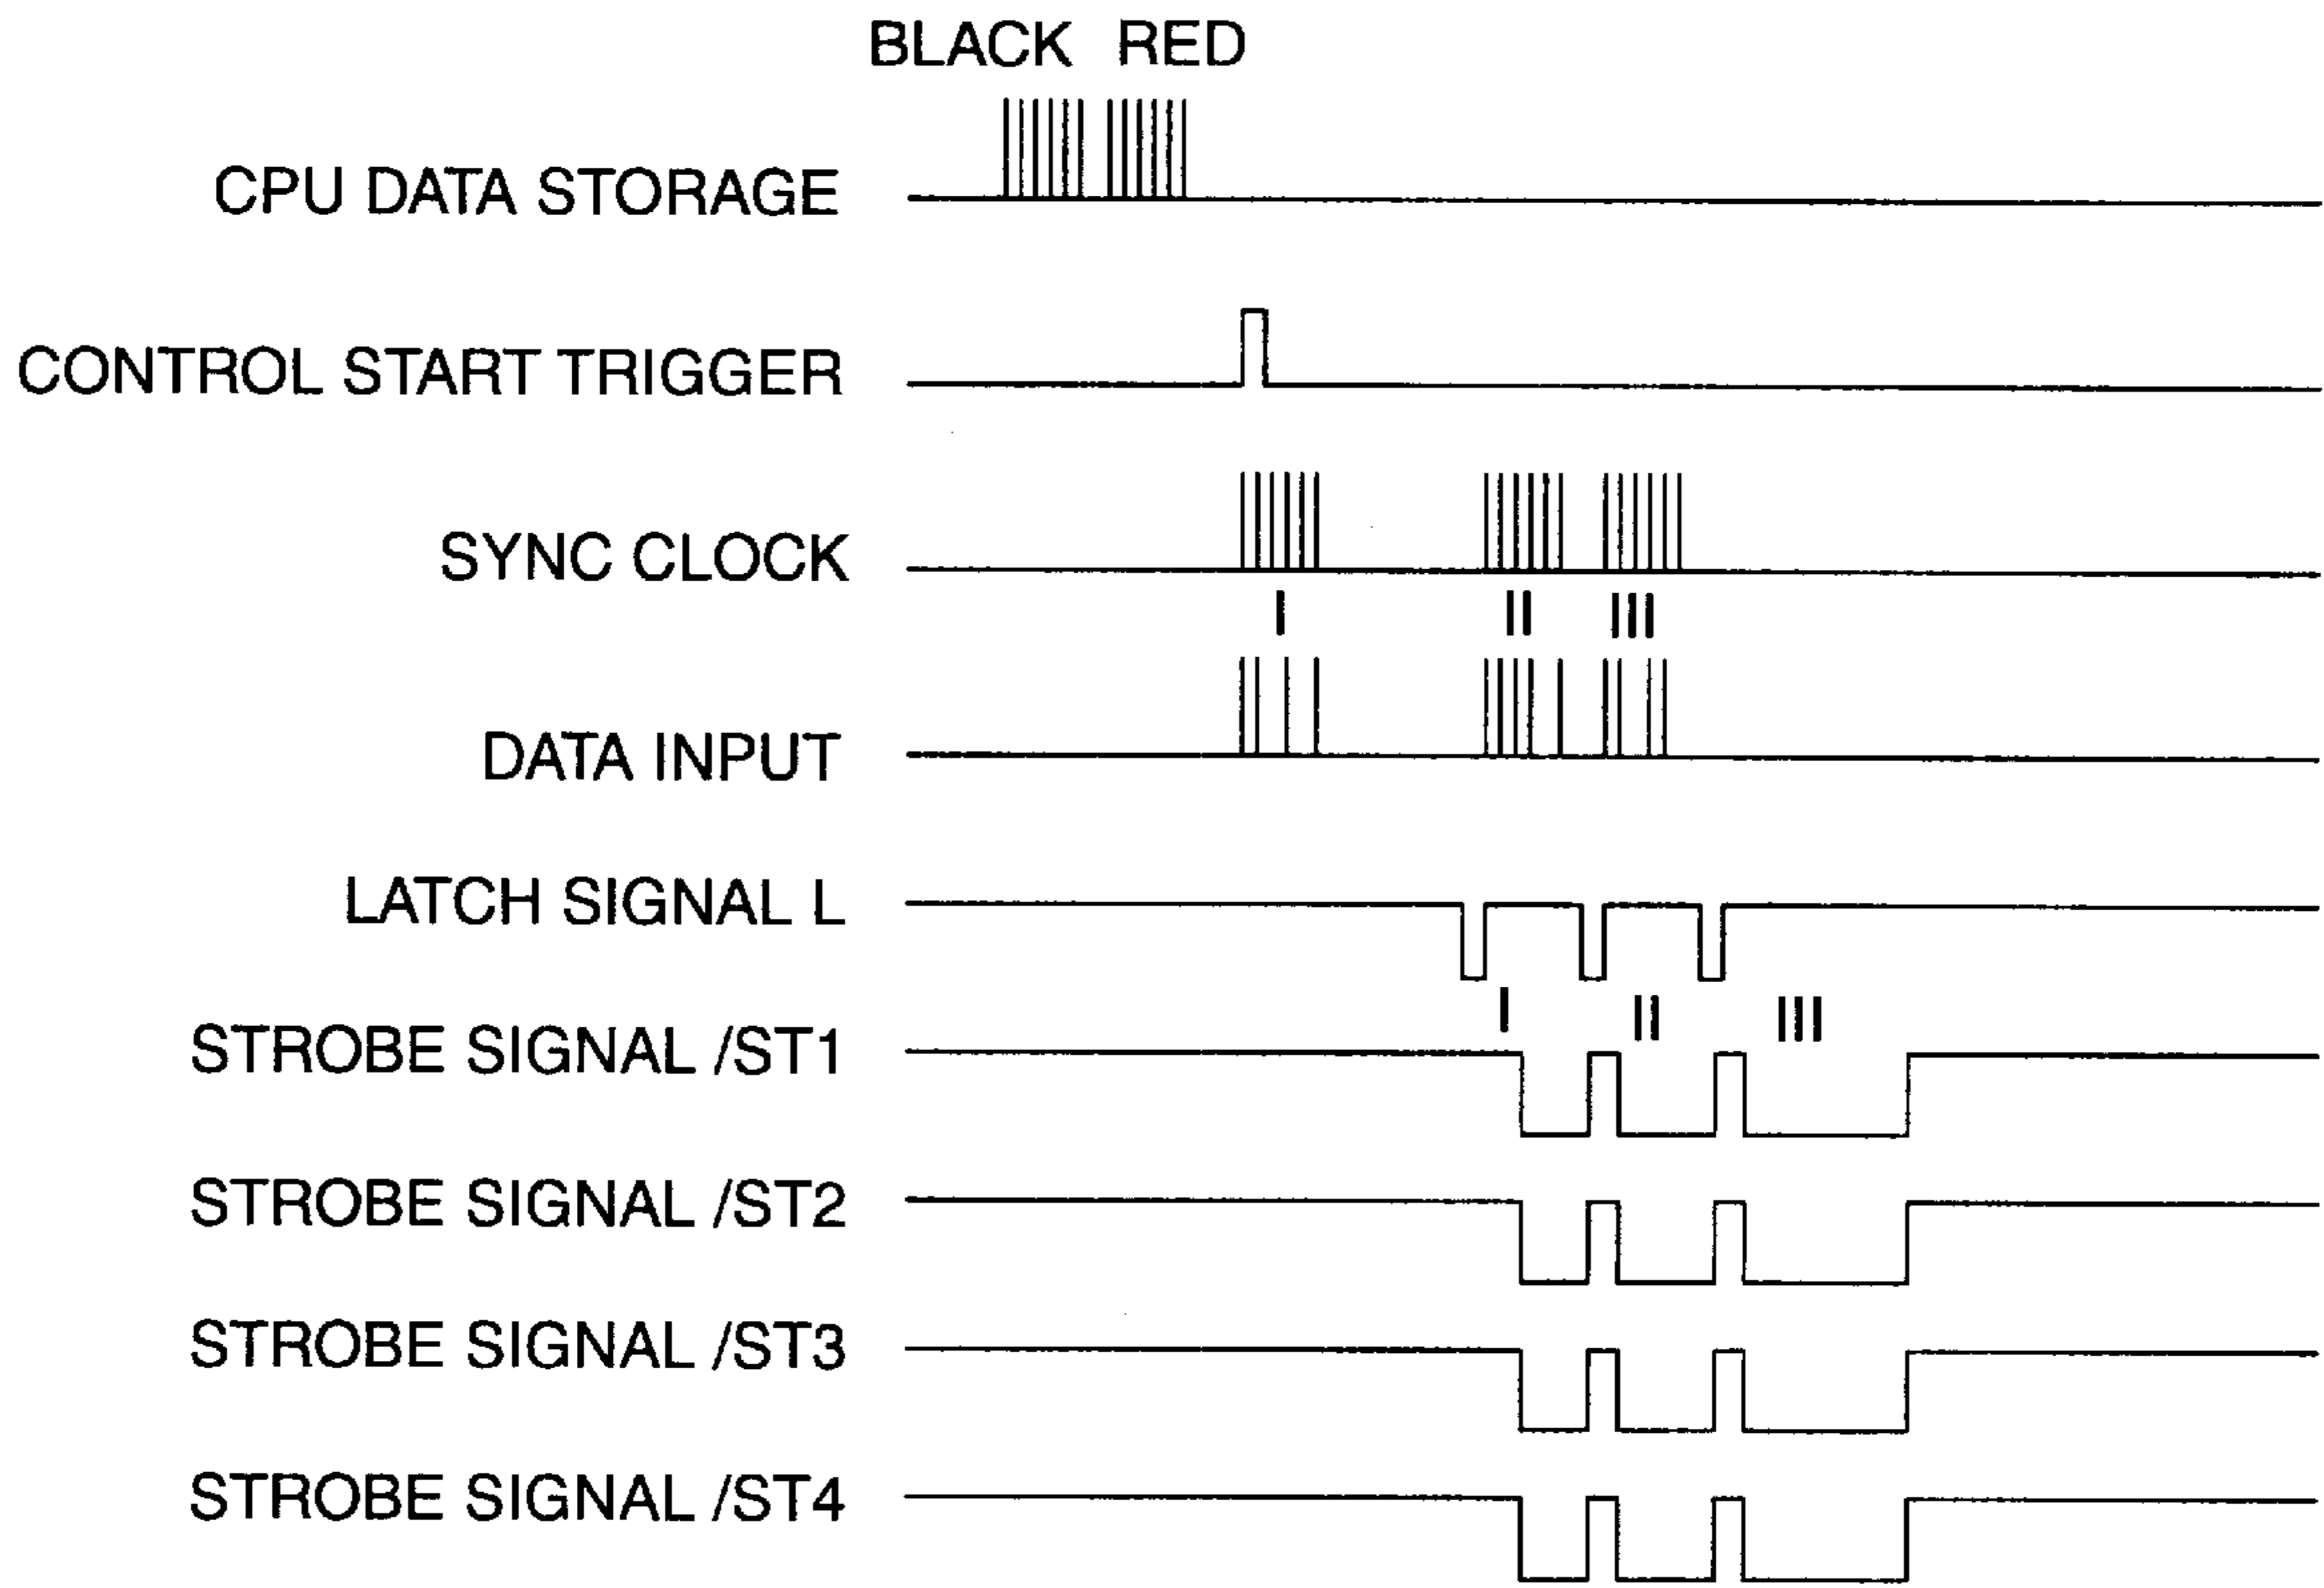 BLACK RED
CPU DATA STORAGE
CONTROL START TRIGGER
SYNC CLOCK
I II III
DATA INPUT
LATCH SIGNAL L
I II III
STROBE SIGNAL /ST1
STROBE SIGNAL /ST2
STROBE SIGNAL /ST3
STROBE SIGNAL /ST4